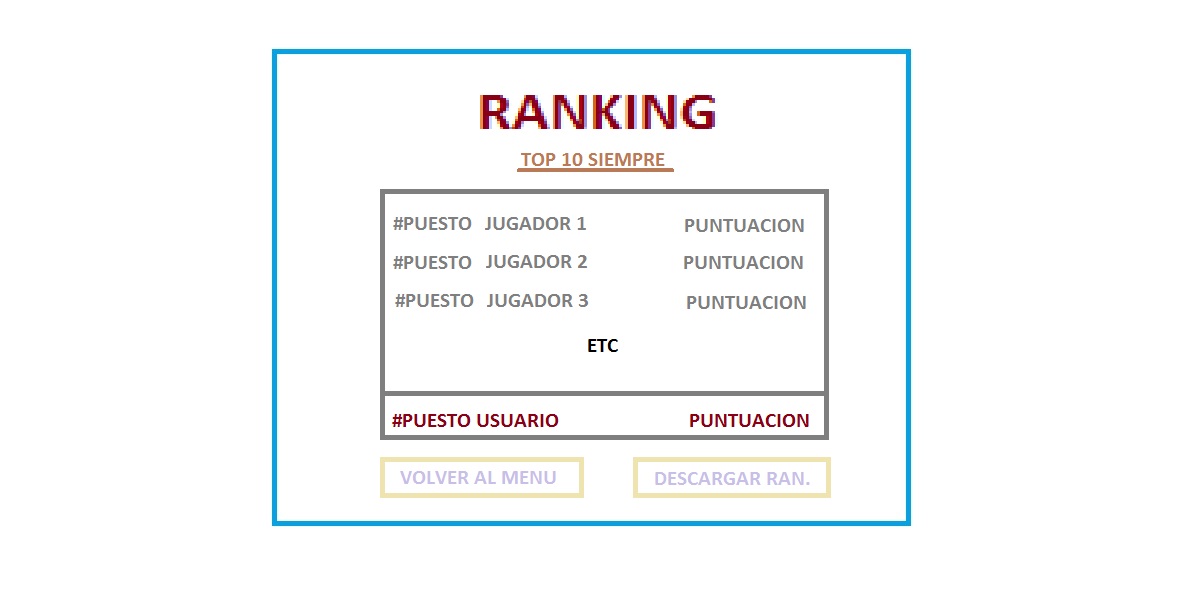 RANKING
TOP 10 SIEMPRE
#PUESTO JUGADOR 1 PUNTUACION
#PUESTO JUGADOR 2 PUNTUACION
#PUESTO JUGADOR 3 PUNTUACION
ETC
#PUESTO USUARIO PUNTUACION
VOLVER AL MENU DESCARGAR RAN.